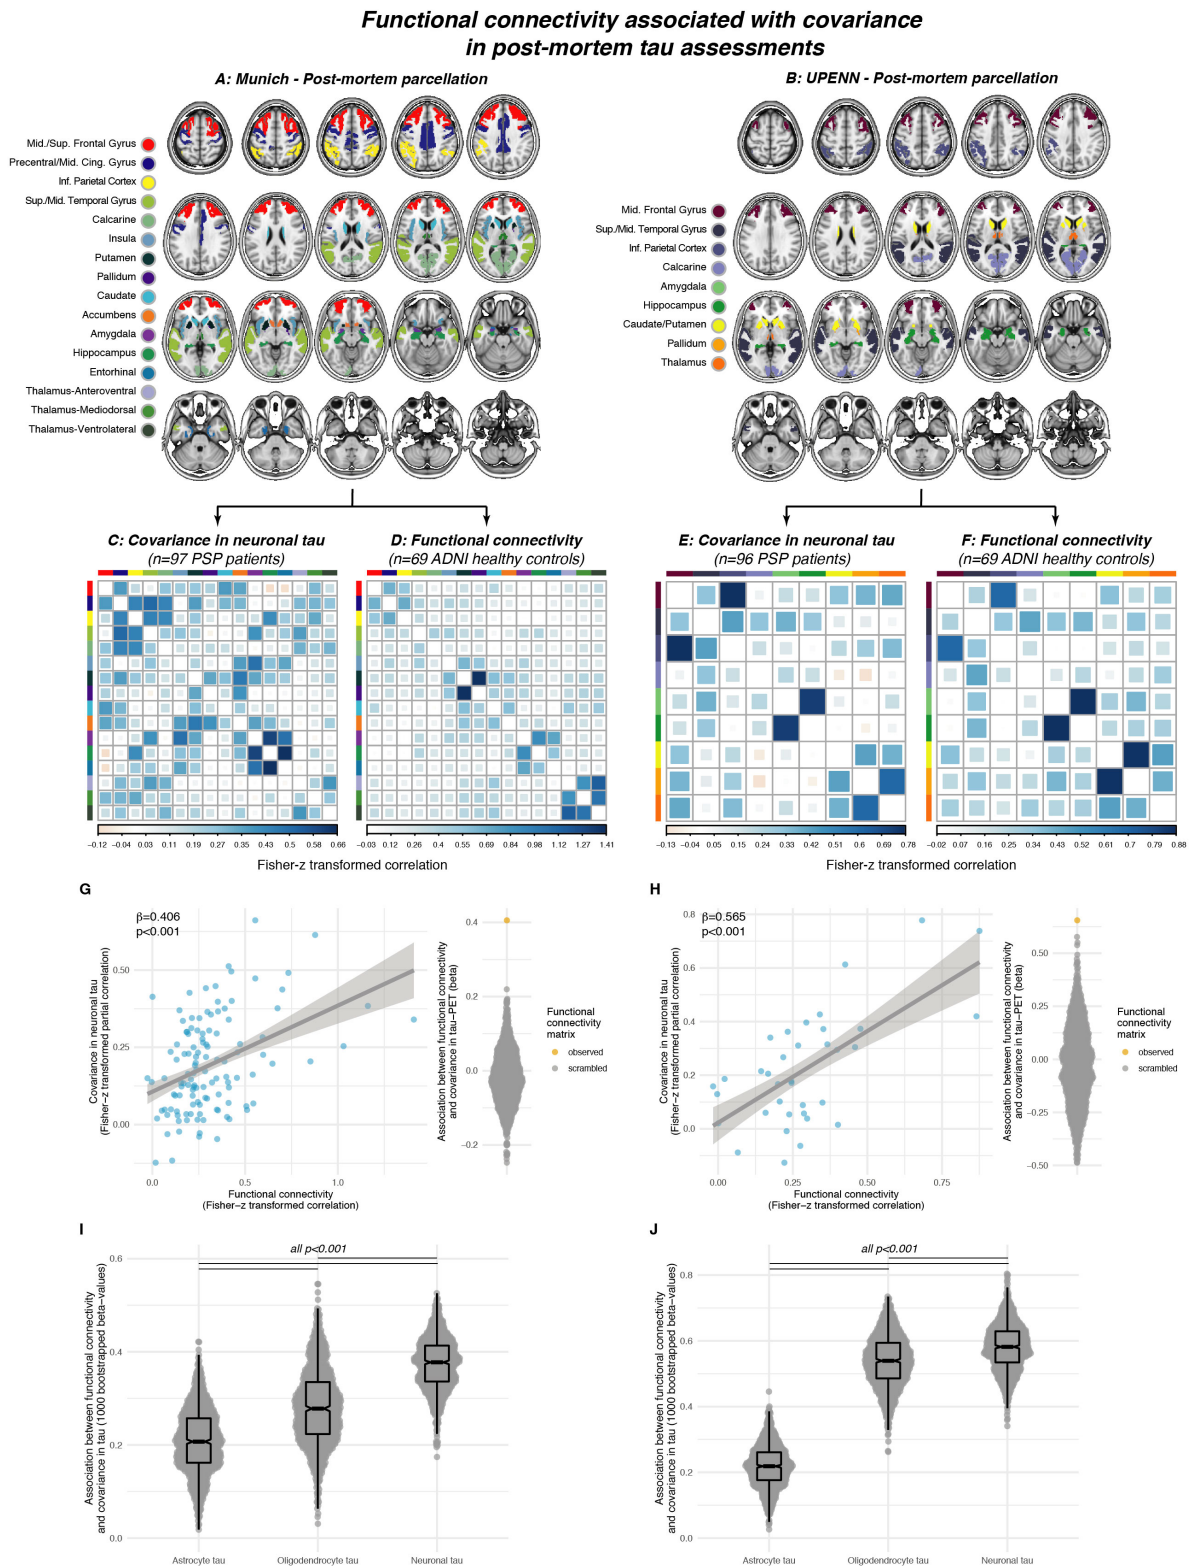 Functional connectivity associated with covariance
in post-mortem tau assessments
A: Munich - Post-mortem parcellation
Mid./Sup. Frontal Gyrus
Precentral/Mid. Cing. Gyrus
Inf. Parietal Cortex
Sup./Mid. Temporal Gyrus
Calcarine
Insula
Putamen
Pallidum
Caudate
Accumbens
Amygdala
Hippocampus
Entorhinal
Thalamus-Anteroventral
Thalamus-Mediodorsal
Thalamus-Ventrolateral
B: UPENN - Post-mortem parcellation
Mid. Frontal Gyrus
Sup./Mid. Temporal Gyrus
Inf. Parietal Cortex
Calcarine
Amygdala
Hippocampus
Caudate/Putamen
Pallidum
Thalamus
C: Covariance in neuronal tau
(n=97 PSP patients)
−0.12 −0.04 0.03 0.11 0.19 0.27 0.35 0.42 0.5 0.58 0.66
D: Functional connectivity
(n=69 ADNI healthy controls)
−0.03 0.12 0.26 0.4 0.55 0.69 0.84 0.98 1.12 1.27 1.41
Fisher-z transformed correlation
E: Covariance in neuronal tau
(n=96 PSP patients)
−0.13 −0.04 0.05 0.15 0.24 0.33 0.42 0.51 0.6 0.69 0.78
F: Functional connectivity
(n=69 ADNI healthy controls)
−0.02 0.07 0.16 0.25 0.34 0.43 0.52 0.61 0.7 0.79 0.88
Fisher-z transformed correlation
G
β=0.406
p<0.001
Covariance in neuronal tau
(Fisher−z transformed partial correlation)
0.50
0.25
0.00
0.0 0.5 1.0
Functional connectivity
(Fisher−z transformed correlation)
Association between functional connectivity
and covariance in tau−PET (beta)
0.4
0.2
0.0
−0.2
Functional
connectivity
matrix
observed
scrambled
H
β=0.565
p<0.001
Covariance in neuronal tau
(Fisher−z transformed partial correlation)
0.8
0.6
0.4
0.2
0.0
0.00 0.25 0.50 0.75
Functional connectivity
(Fisher−z transformed correlation)
Association between functional connectivity
and covariance in tau−PET (beta)
0.50
0.25
0.00
−0.25
−0.50
Functional
connectivity
matrix
observed
scrambled
I
all p<0.001
Association between functional connectivity
and covariance in tau (1000 bootstrapped beta−values)
0.6
0.4
0.2
0.0
Astrocyte tau Oligodendrocyte tau Neuronal tau
J
all p<0.001
Association between functional connectivity
and covariance in tau (1000 bootstrapped beta−values)
0.8
0.6
0.4
0.2
0.0
Astrocyte tau Oligodendrocyte tau Neuronal tau